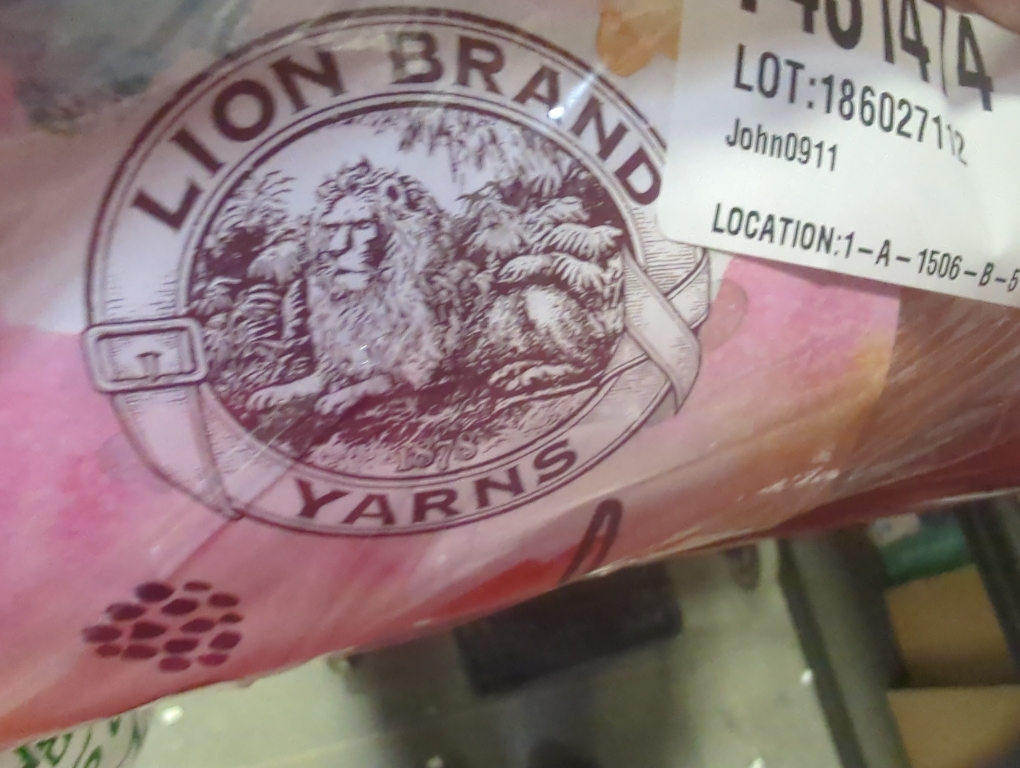 LION BRAND
1878
YARNS
LOT:186027112
John0911
LOCATION:1-A-1506-B-5